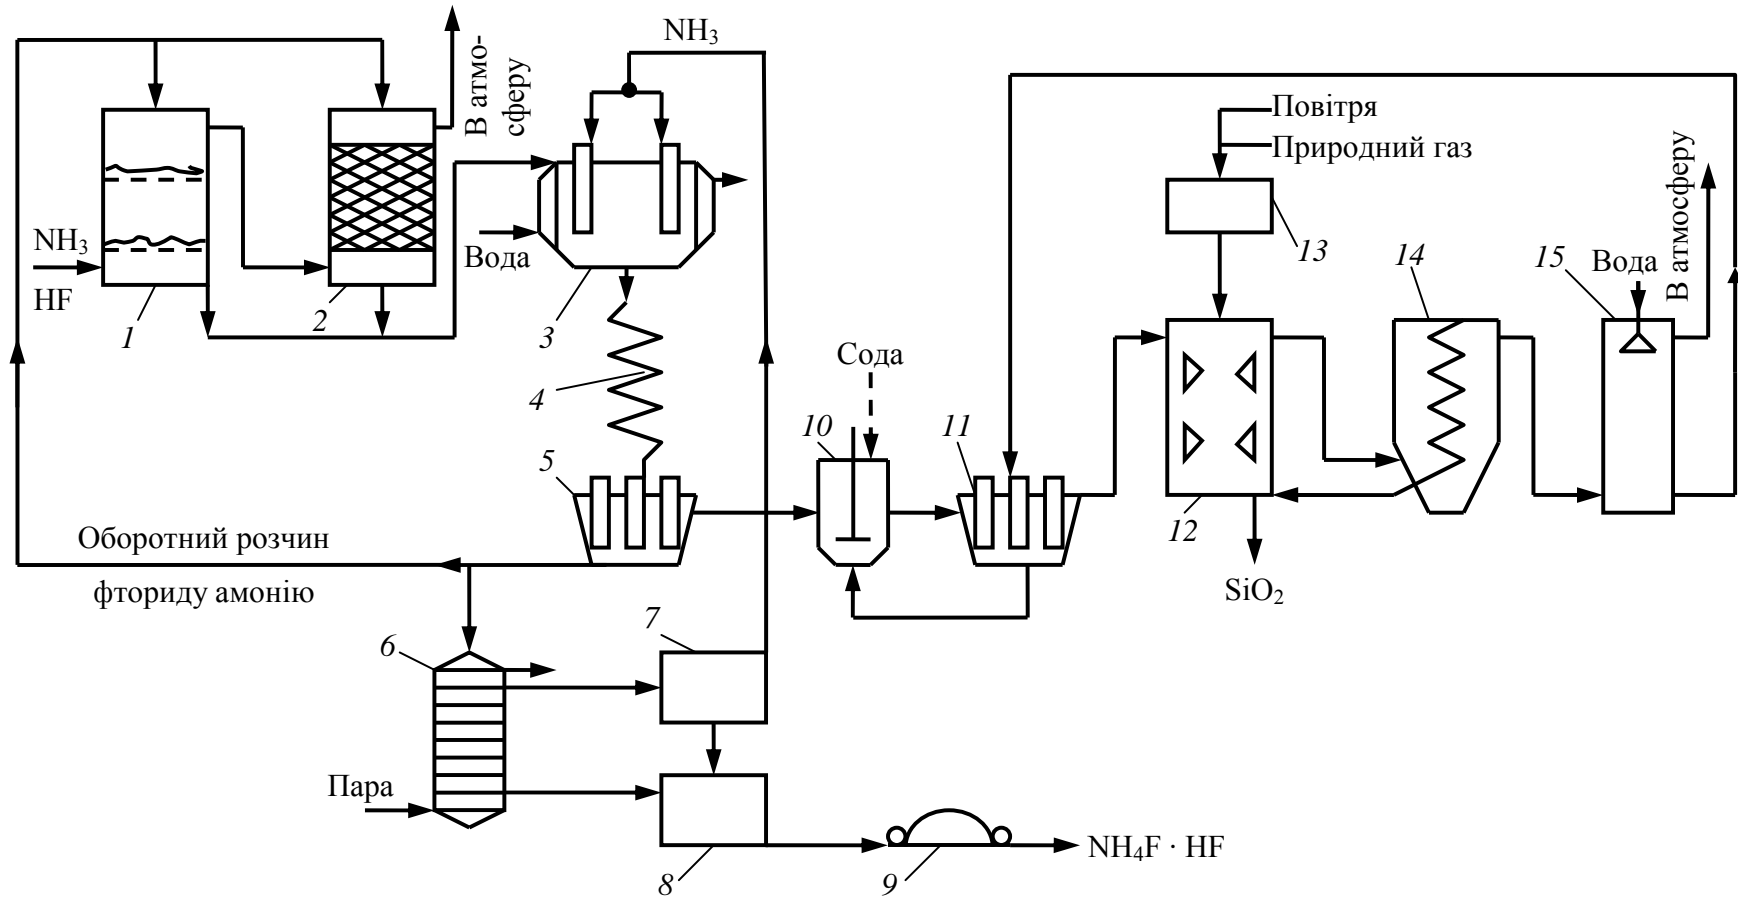 NH₃
В атмо-
сферу
Повітря
Природний газ
В атмосферу
NH₃
HF
Вода
1
2
3
13
14
15
Вода
4
Сода
5
10
11
12
SiO₂
Оборотний розчин
фториду амонію
6
7
Пара
8
9
NH₄F · HF